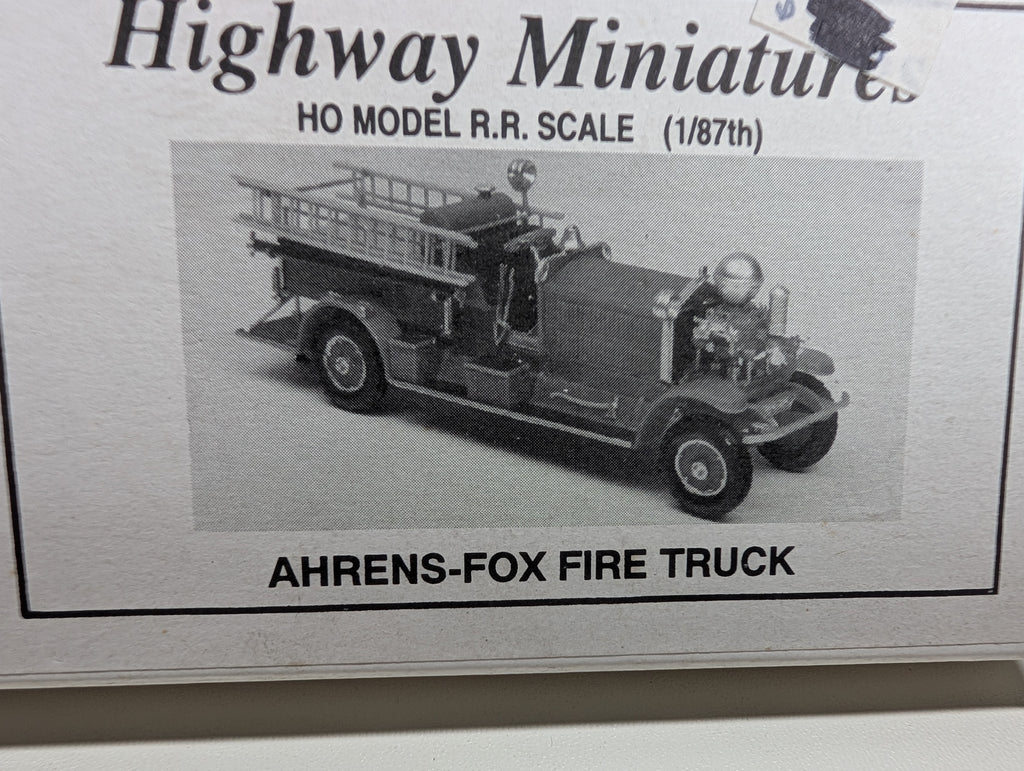 Highway Miniatures
HO MODEL R.R. SCALE (1/87th)
AHRENS-FOX FIRE TRUCK
$